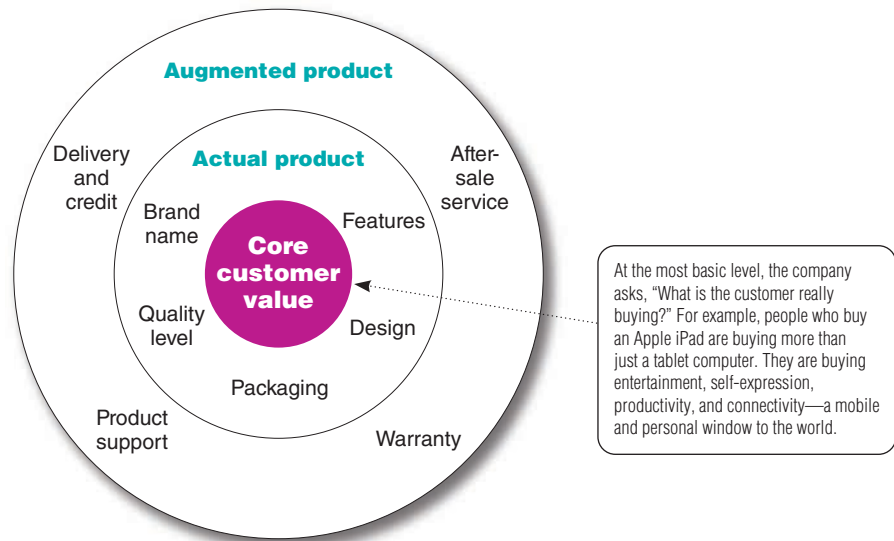 Augmented product
Delivery
and
credit
Actual product
After-
sale
service
Brand
name
Features
Core
customer
value
Quality
level
Design
Packaging
Product
support
Warranty
At the most basic level, the company
asks, “What is the customer really
buying?” For example, people who buy
an Apple iPad are buying more than
just a tablet computer. They are buying
entertainment, self-expression,
productivity, and connectivity—a mobile
and personal window to the world.